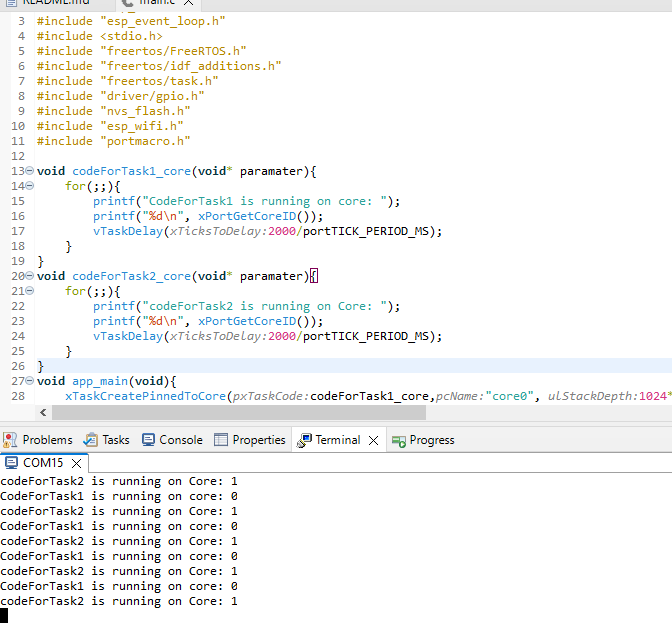 README.md main.c
3 #include "esp_event_loop.h"
4 #include <stdio.h>
5 #include "freertos/FreeRTOS.h"
6 #include "freertos/idf_additions.h"
7 #include "freertos/task.h"
8 #include "driver/gpio.h"
9 #include "nvs_flash.h"
10 #include "esp_wifi.h"
11 #include "portmacro.h"
12
13 void codeForTask1_core(void* paramater){
14 for(;;){
15 printf("CodeForTask1 is running on core: ");
16 printf("%d\n", xPortGetCoreID());
17 vTaskDelay(xTicksToDelay:2000/portTICK_PERIOD_MS);
18 }
19 }
20 void codeForTask2_core(void* paramater){
21 for(;;){
22 printf("codeForTask2 is running on Core: ");
23 printf("%d\n", xPortGetCoreID());
24 vTaskDelay(xTicksToDelay:2000/portTICK_PERIOD_MS);
25 }
26 }
27 void app_main(void){
28 xTaskCreatePinnedToCore(pxTaskCode:codeForTask1_core,pcName:"core0", ulStackDepth:1024*
Problems Tasks Console Properties Terminal Progress
COM15
codeForTask2 is running on Core: 1
CodeForTask1 is running on core: 0
codeForTask2 is running on Core: 1
CodeForTask1 is running on core: 0
codeForTask2 is running on Core: 1
CodeForTask1 is running on core: 0
codeForTask2 is running on Core: 1
CodeForTask1 is running on core: 0
codeForTask2 is running on Core: 1